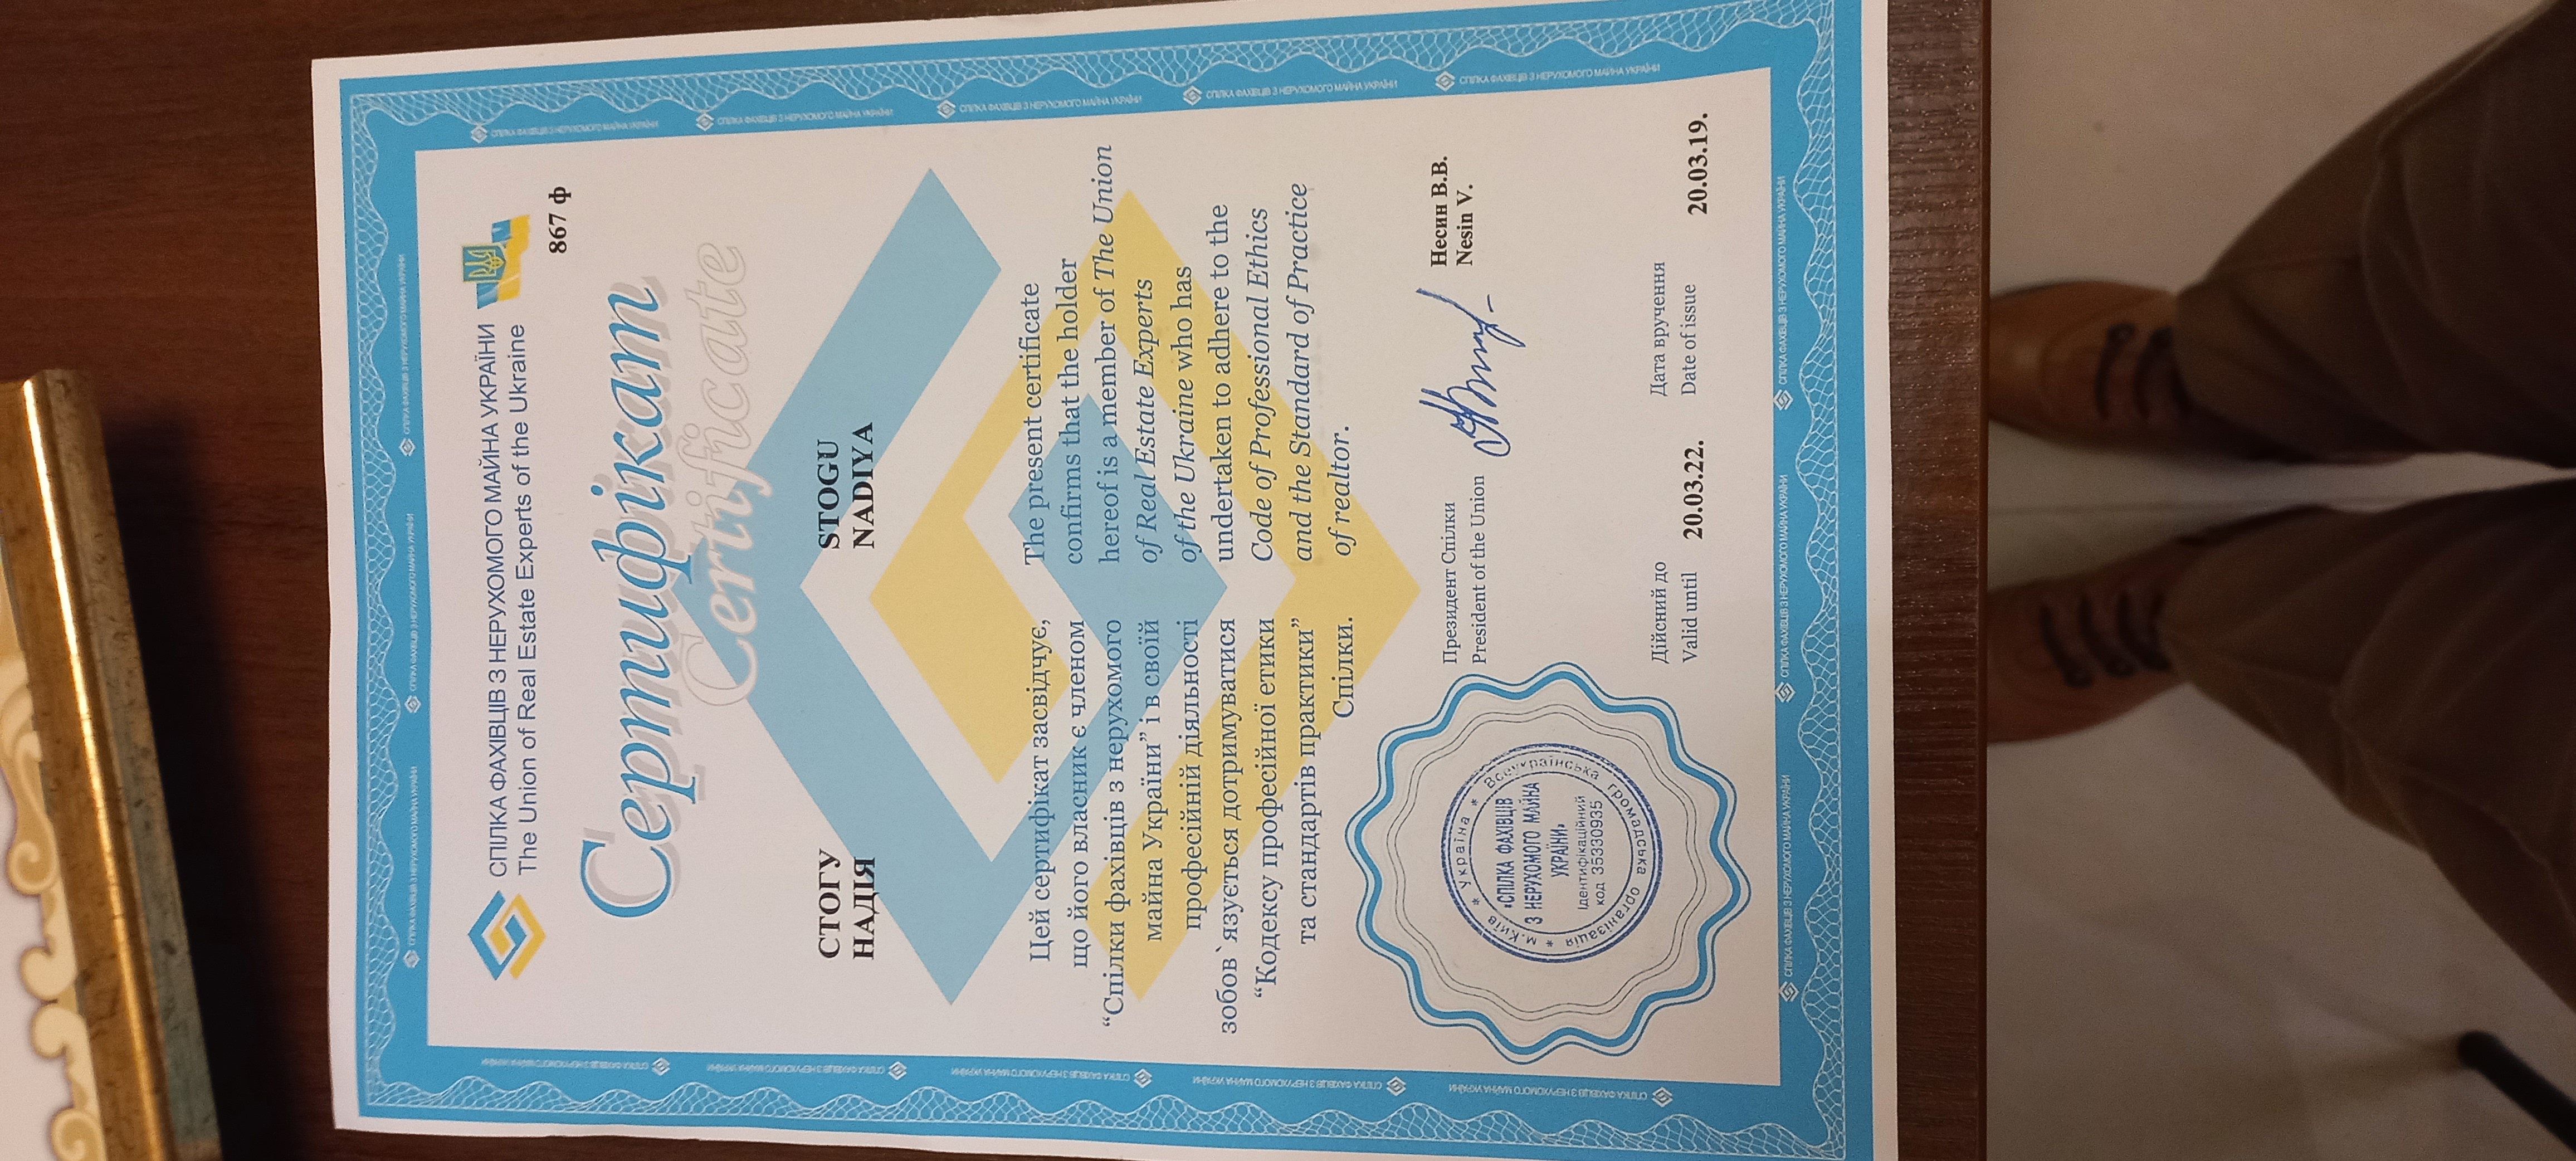 СПІЛКА ФАХІВЦІВ З НЕРУХОМОГО МАЙНА УКРАЇНИ
The Union of Real Estate Experts of the Ukraine
867 ф
Сертифікат
Certificate
СТОГУ
НАДІЯ
STOGU
NADIYA
Цей сертифікат засвідчує,
що його власник є членом
“Спілки фахівців з нерухомого
майна України” і в своїй
професійній діяльності
зобов`язується дотримуватися
“Кодексу професійної етики
та стандартів практики”
Спілки.
The present certificate
confirms that the holder
hereof is a member of The Union
of Real Estate Experts
of the Ukraine who has
undertaken to adhere to the
Code of Professional Ethics
and the Standard of Practice
of realtor.
Президент Спілки
President of the Union
Несин В.В.
Nesin V.
Дійсний до
Valid until
20.03.22.
Дата вручення
Date of issue
20.03.19.
* Україна * Всеукраїнська громадська організація * м.Київ
«СПІЛКА ФАХІВЦІВ
З НЕРУХОМОГО МАЙНА
УКРАЇНИ»
Ідентифікаційний
код 35330935
СПІЛКА ФАХІВЦІВ З НЕРУХОМОГО МАЙНА УКРАЇНИ